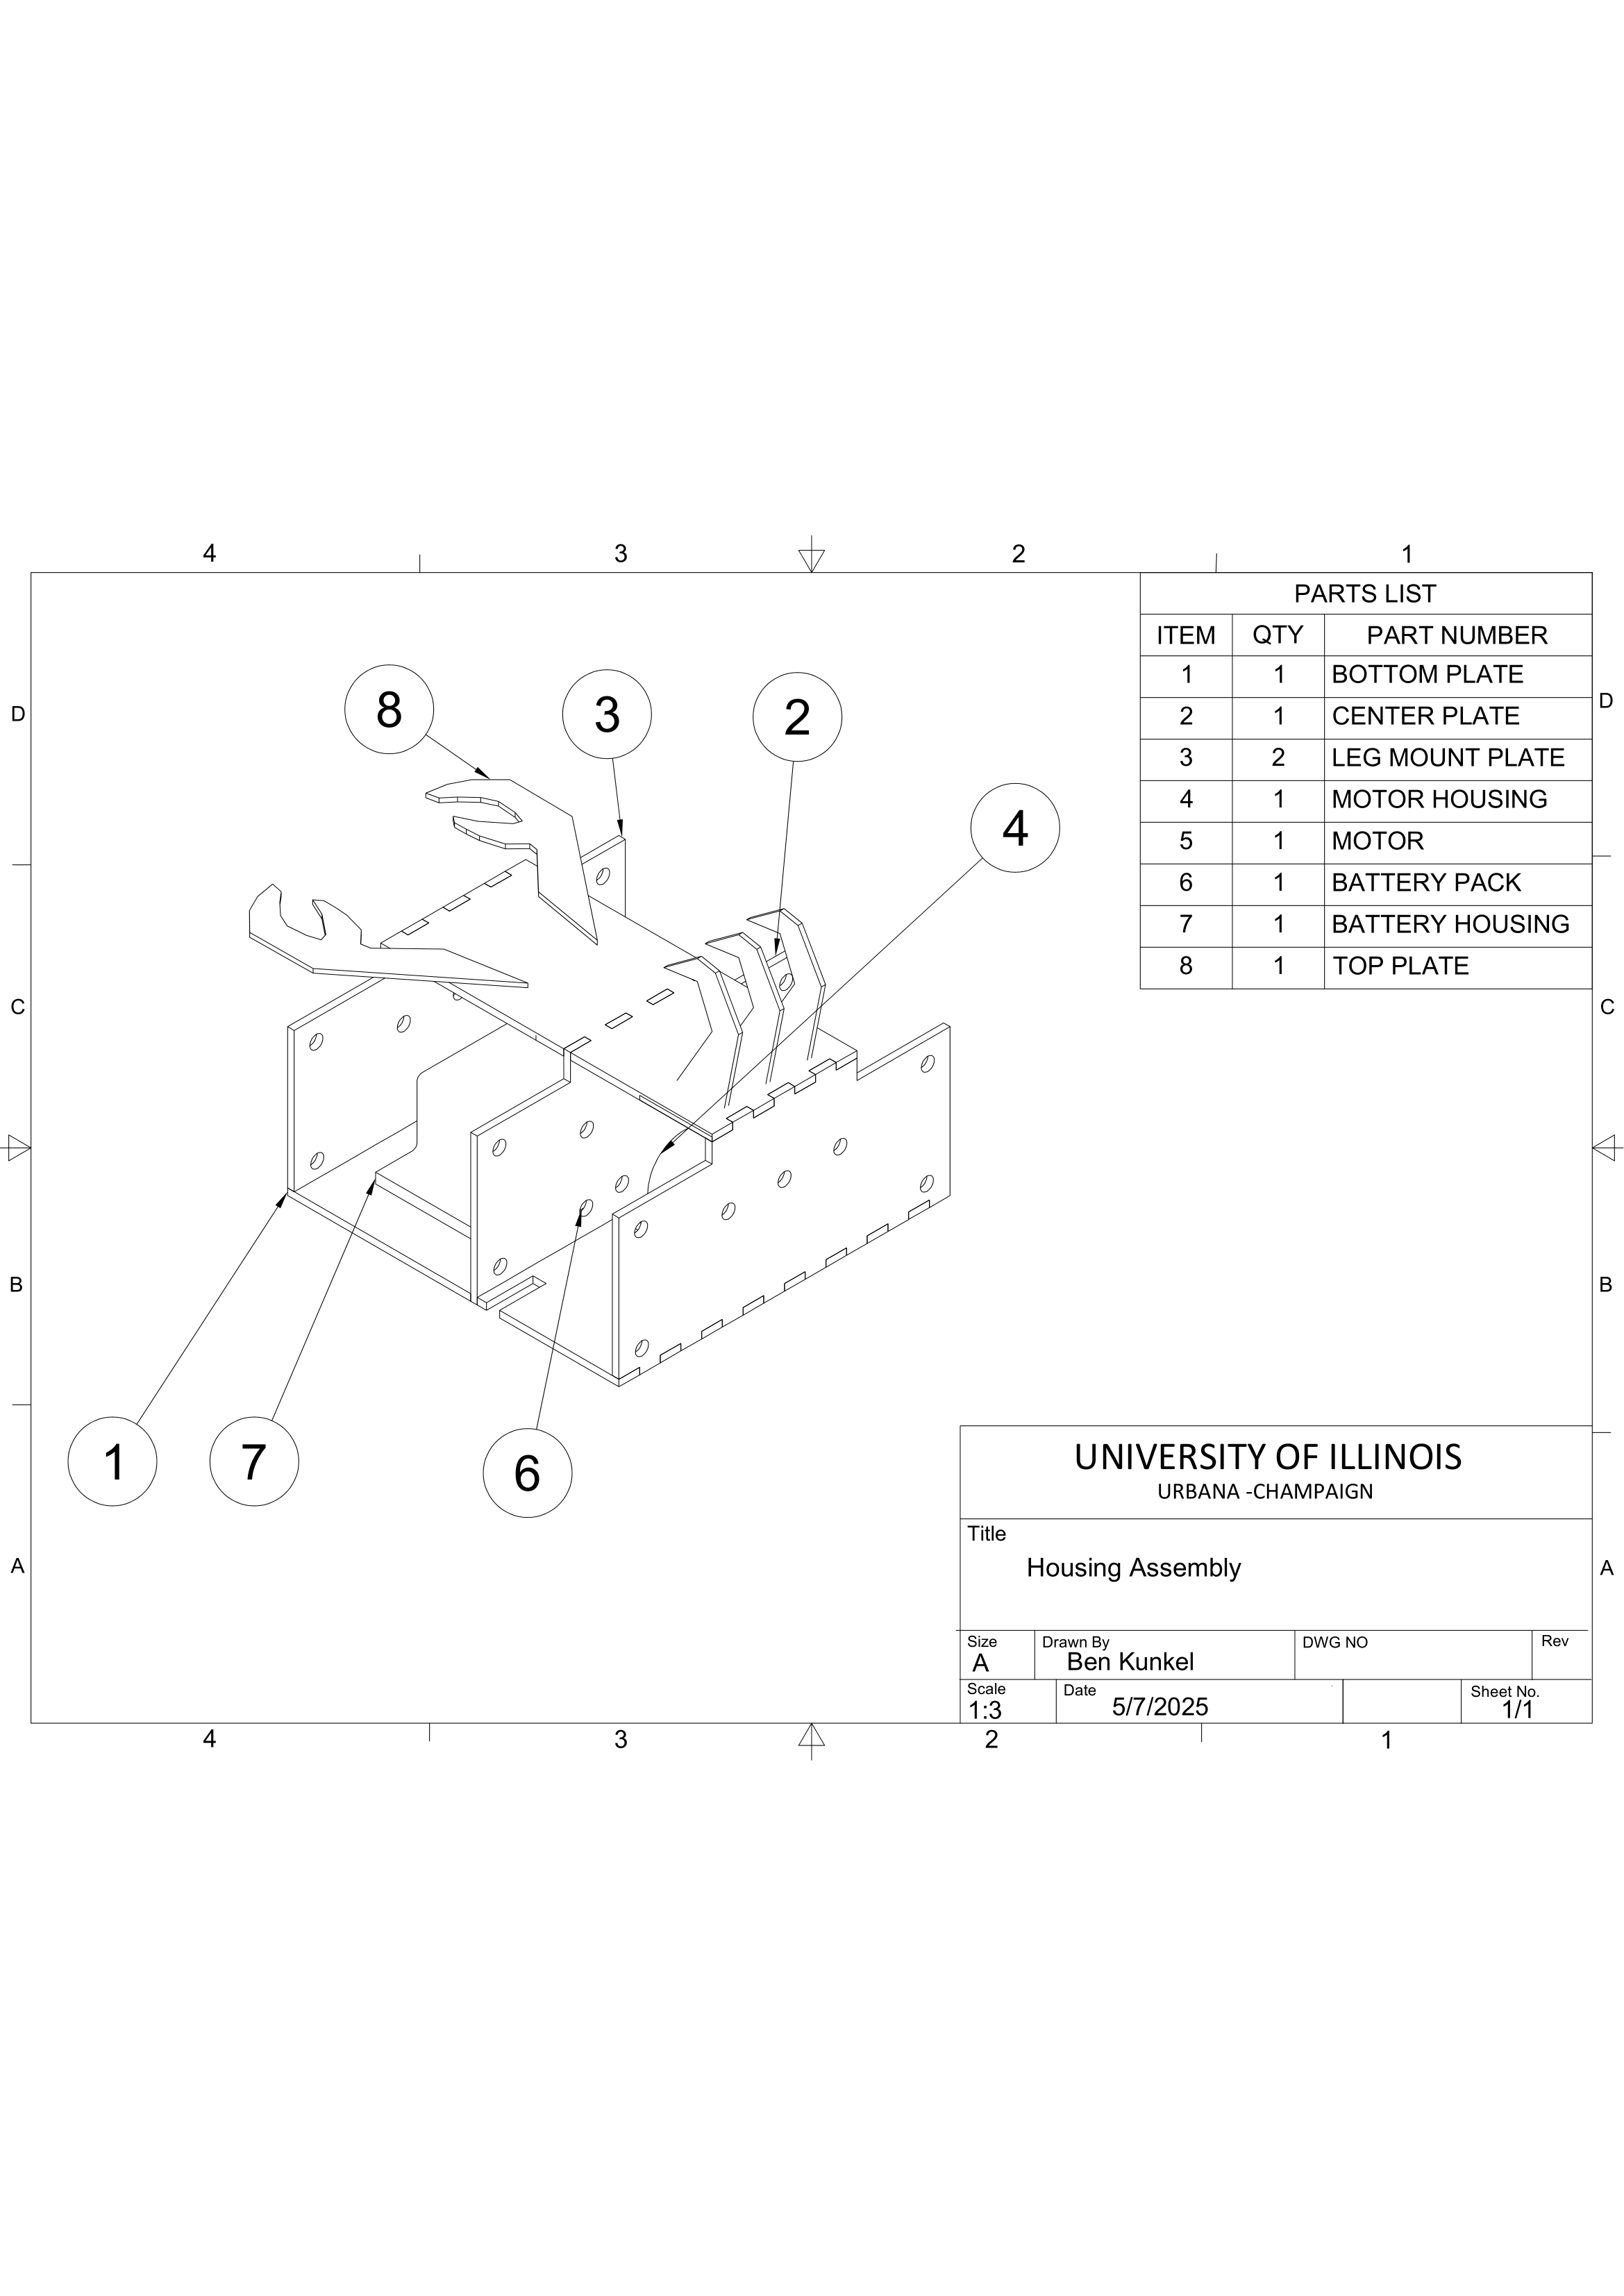 4 3 2 1
PARTS LIST
ITEM QTY PART NUMBER
1 1 BOTTOM PLATE
2 1 CENTER PLATE
3 2 LEG MOUNT PLATE
4 1 MOTOR HOUSING
5 1 MOTOR
6 1 BATTERY PACK
7 1 BATTERY HOUSING
8 1 TOP PLATE
D D
8 3 2
4
C C
B B
1 7 6
UNIVERSITY OF ILLINOIS
URBANA -CHAMPAIGN
Title
Housing Assembly
A A
Size Drawn By DWG NO Rev
A Ben Kunkel
Scale Date Sheet No.
1:3 5/7/2025 1/1
4 3 2 1